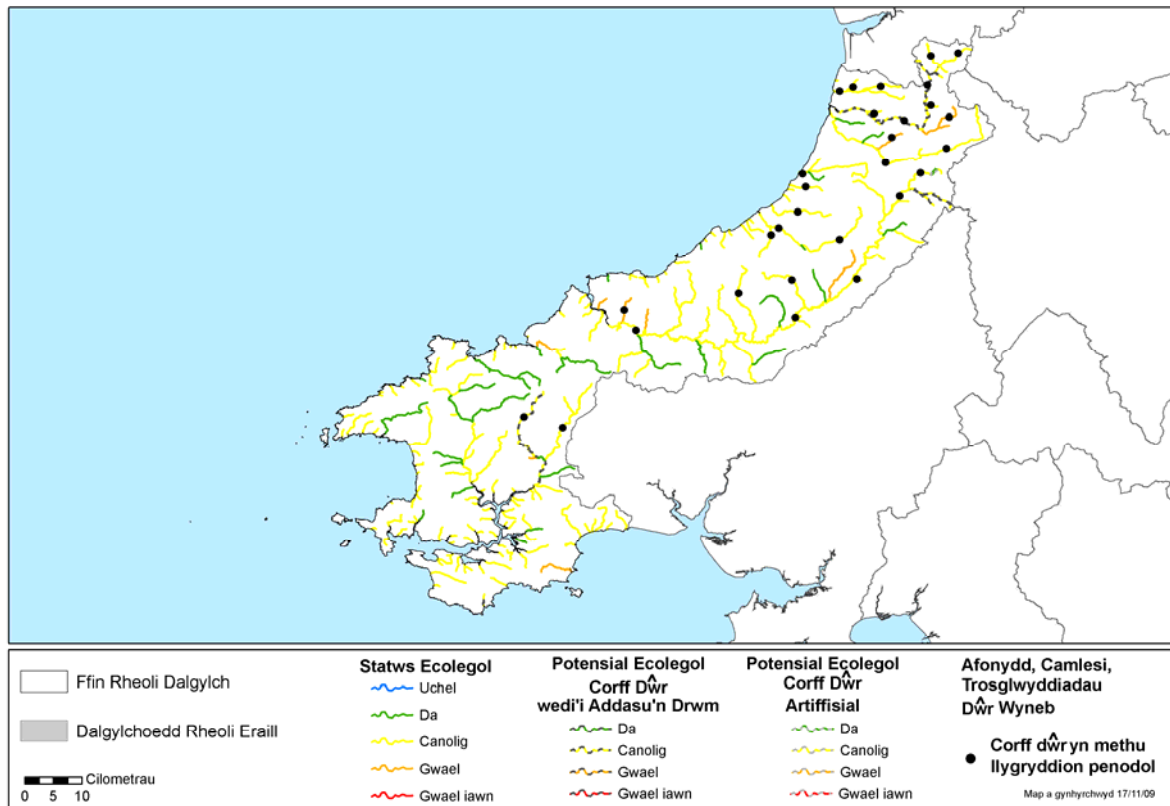 Ffin Rheoli Dalgylch
Dalgylchoedd Rheoli Eraill
Cilometrau
0 5 10
Statws Ecolegol
Uchel
Da
Canolig
Gwael
Gwael iawn
Potensial Ecolegol
Corff Dŵr
wedi'i Addasu'n Drwm
Da
Canolig
Gwael
Gwael iawn
Potensial Ecolegol
Corff Dŵr
Artiffisial
Da
Canolig
Gwael
Gwael iawn
Afonydd, Camlesi,
Trosglwyddiadau
Dŵr Wyneb
Corff dŵr yn methu
llygryddion penodol
Map a gynhyrchwyd 17/11/09